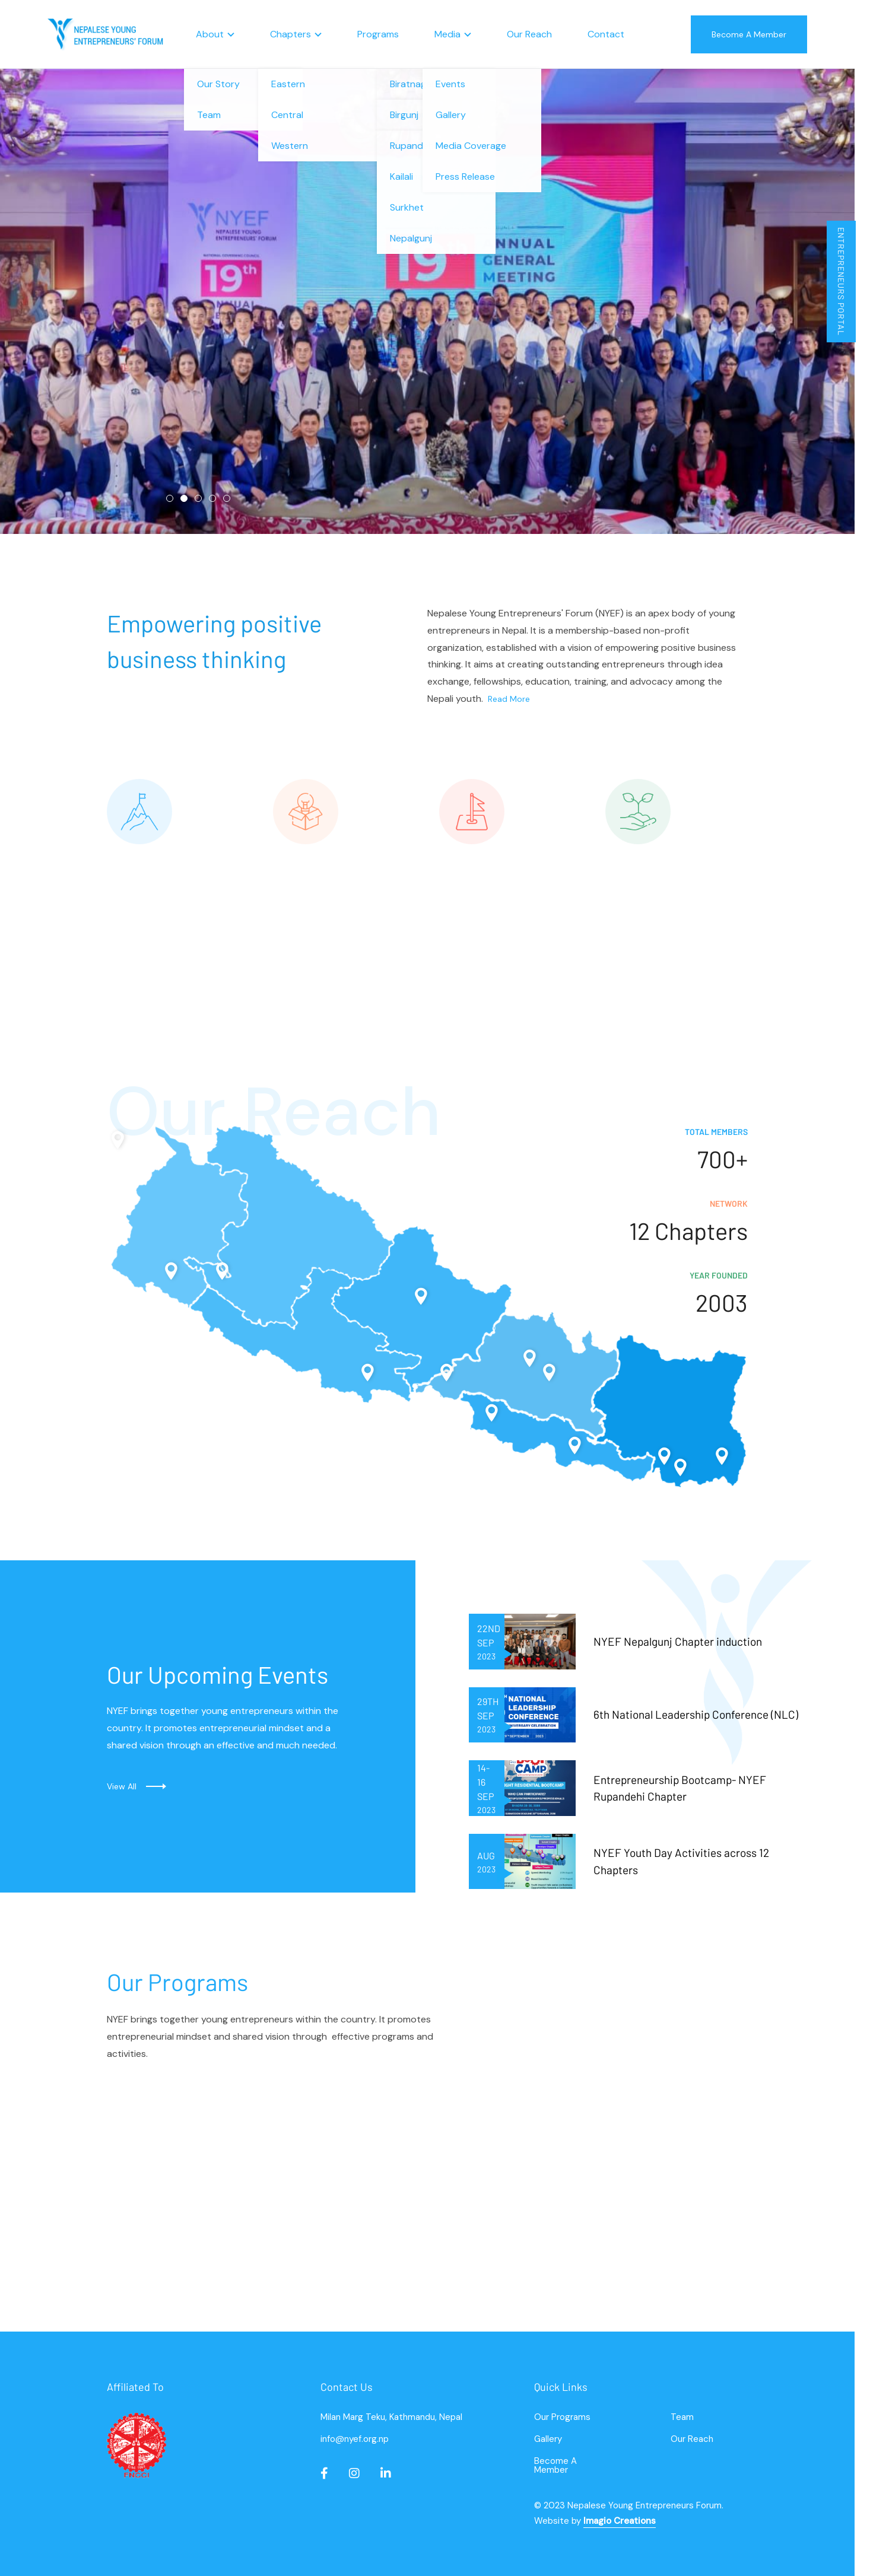 NEPALESE YOUNG
ENTREPRENEURS' FORUM
About
Chapters
Programs
Media
Our Reach
Contact
Become A Member
Our Story
Team
Eastern
Central
Western
Birgunj
Kailali
Surkhet
Nepalgunj
Events
Gallery
Media Coverage
Press Release
ENTREPRENEURS PORTAL
NYEF
NEPALESE YOUNG
ENTREPRENEURS' FORUM
19th
ANNUAL
19
ANNUAL
GENERAL
MEETING
Empowering positive
business thinking
Nepalese Young Entrepreneurs' Forum (NYEF) is an apex body of young
entrepreneurs in Nepal. It is a membership-based non-profit
organization, established with a vision of empowering positive business
thinking. It aims at creating outstanding entrepreneurs through idea
exchange, fellowships, education, training, and advocacy among the
Nepali youth. Read More
Our Reach
TOTAL MEMBERS
700+
NETWORK
12 Chapters
YEAR FOUNDED
2003
Our Upcoming Events
NYEF brings together young entrepreneurs within the
country. It promotes entrepreneurial mindset and a
shared vision through an effective and much needed.
View All
22ND
SEP
2023
NYEF Nepalgunj Chapter induction
29TH
SEP
2023
NATIONAL
LEADERSHIP
CONFERENCE
6th National Leadership Conference (NLC)
14-
16
SEP
2023
CAMP
Entrepreneurship Bootcamp- NYEF
Rupandehi Chapter
AUG
2023
NYEF Youth Day Activities across 12
Chapters
Our Programs
NYEF brings together young entrepreneurs within the country. It promotes
entrepreneurial mindset and shared vision through effective programs and
activities.
Affiliated To
Contact Us
Milan Marg Teku, Kathmandu, Nepal
info@nyef.org.np
Quick Links
Our Programs
Team
Gallery
Our Reach
Become A
Member
© 2023 Nepalese Young Entrepreneurs Forum.
Website by Imagio Creations